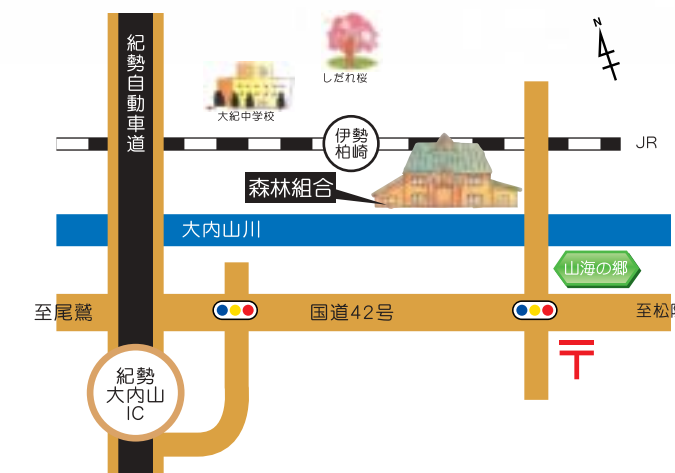 N
紀勢自動車道
しだれ桜
大紀中学校
伊勢
柏崎
JR
森林組合
大内山川
山海の郷
至尾鷲
国道42号
至松阪
〒
紀勢
大内山
IC